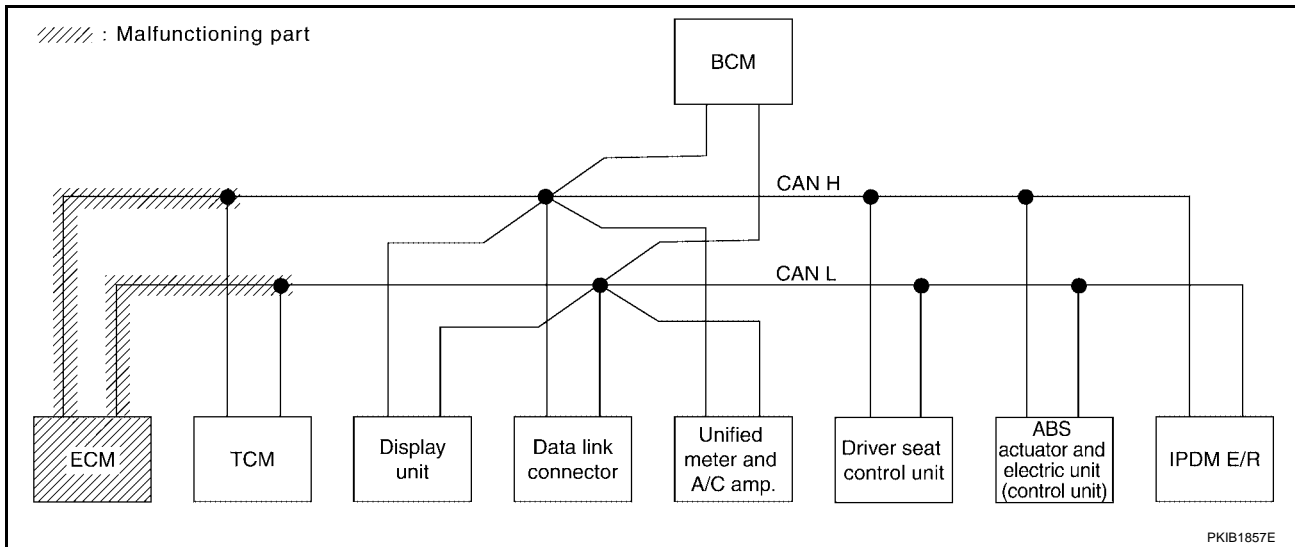 : Malfunctioning part
BCM
CAN H
CAN L
ECM
TCM
Display
unit
Data link
connector
Unified
meter and
A/C amp.
Driver seat
control unit
ABS
actuator and
electric unit
(control unit)
IPDM E/R
PKIB1857E